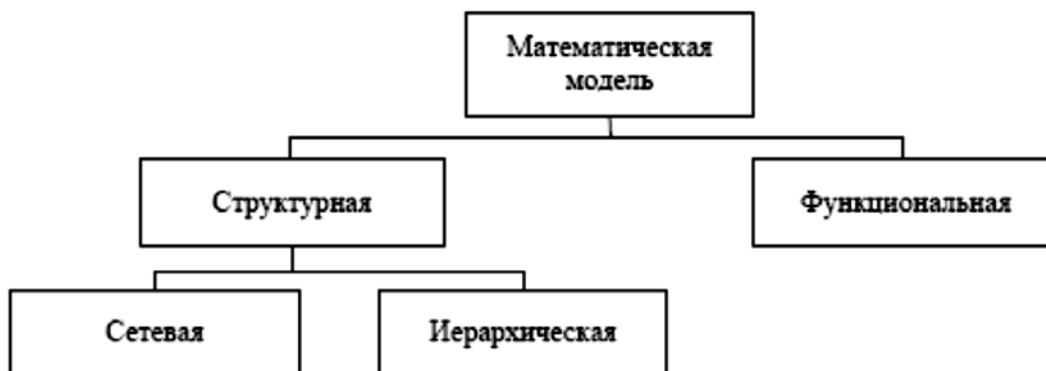 Математическая
модель
Структурная
Функциональная
Сетевая
Иерархическая